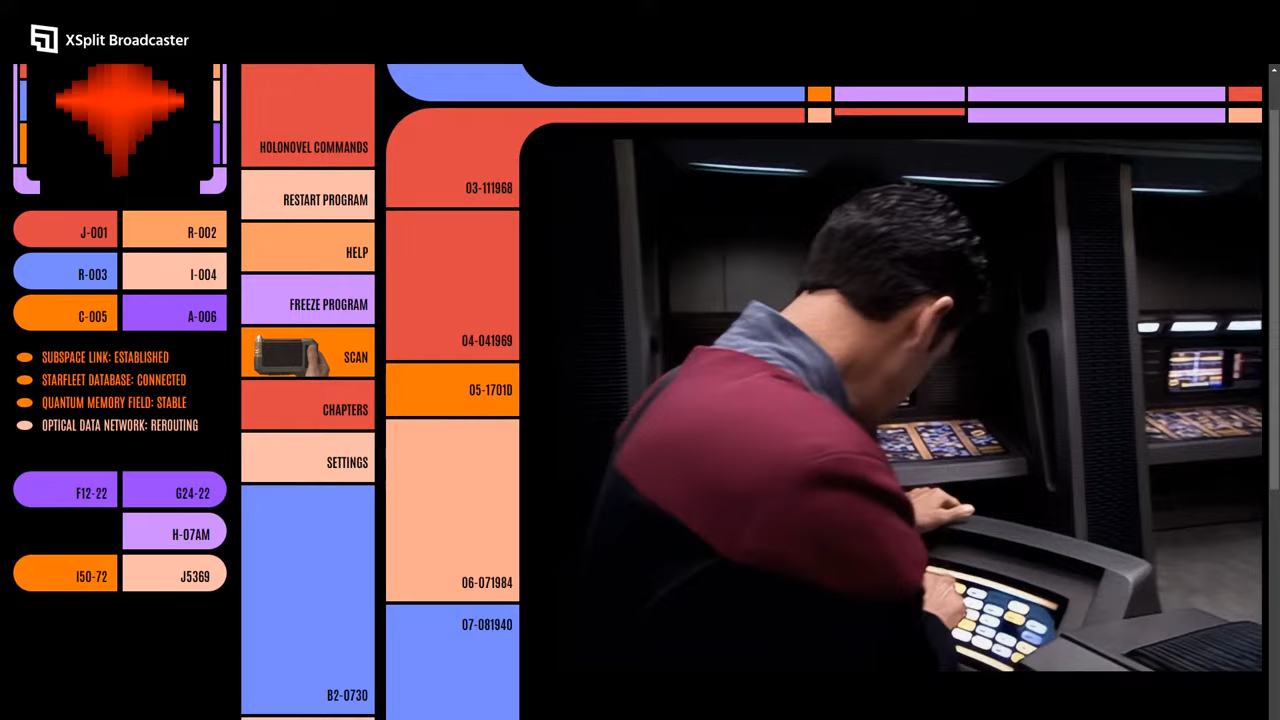 XSplit Broadcaster
HOLONOVEL COMMANDS
RESTART PROGRAM
HELP
FREEZE PROGRAM
SCAN
CHAPTERS
SETTINGS
B2-0730
J-001
R-002
R-003
I-004
C-005
A-006
SUBSPACE LINK: ESTABLISHED
STARFLEET DATABASE: CONNECTED
QUANTUM MEMORY FIELD: STABLE
OPTICAL DATA NETWORK: REROUTING
F12-22
G24-22
H-07AM
I50-72
J5369
03-111968
04-041969
05-1701D
06-071984
07-081940